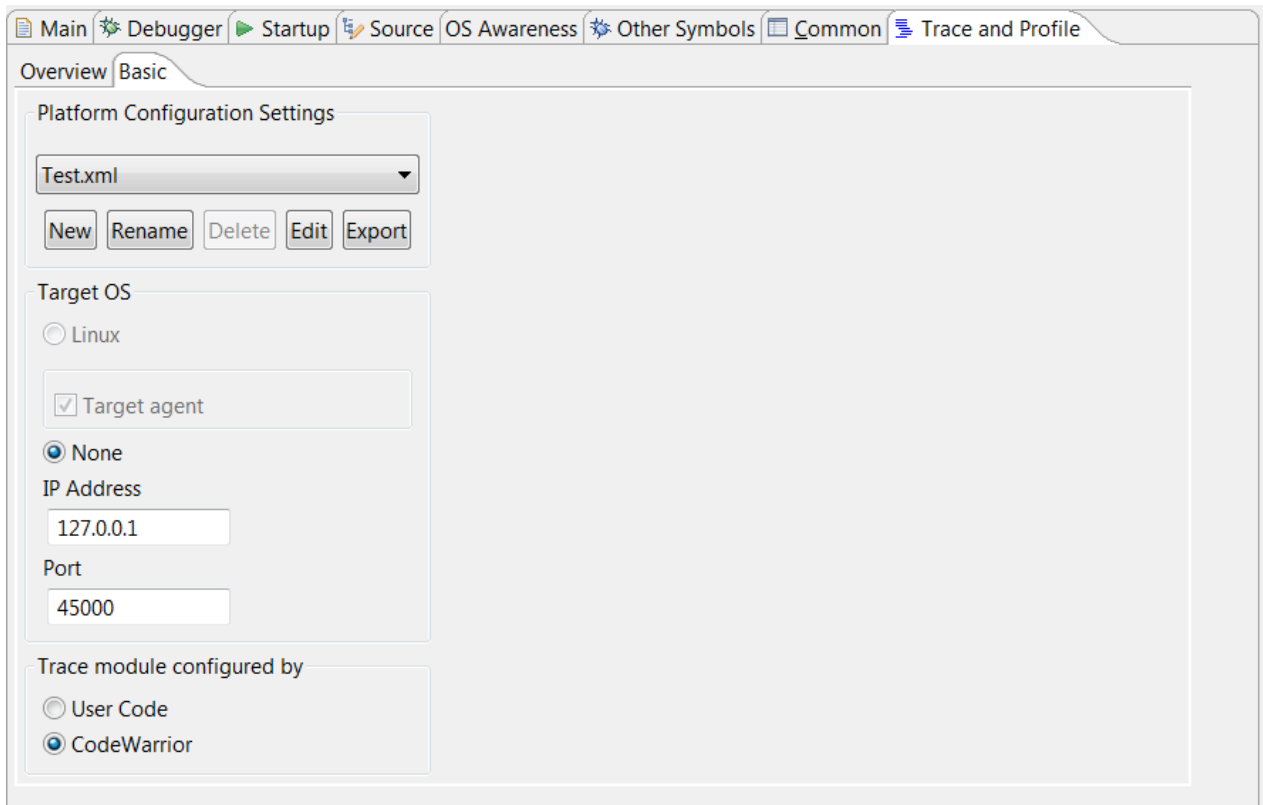 Main Debugger Startup Source OS Awareness Other Symbols Common Trace and Profile
Overview Basic
Platform Configuration Settings
Test.xml
New Rename Delete Edit Export
Target OS
Linux
Target agent
None
IP Address
127.0.0.1
Port
45000
Trace module configured by
User Code
CodeWarrior